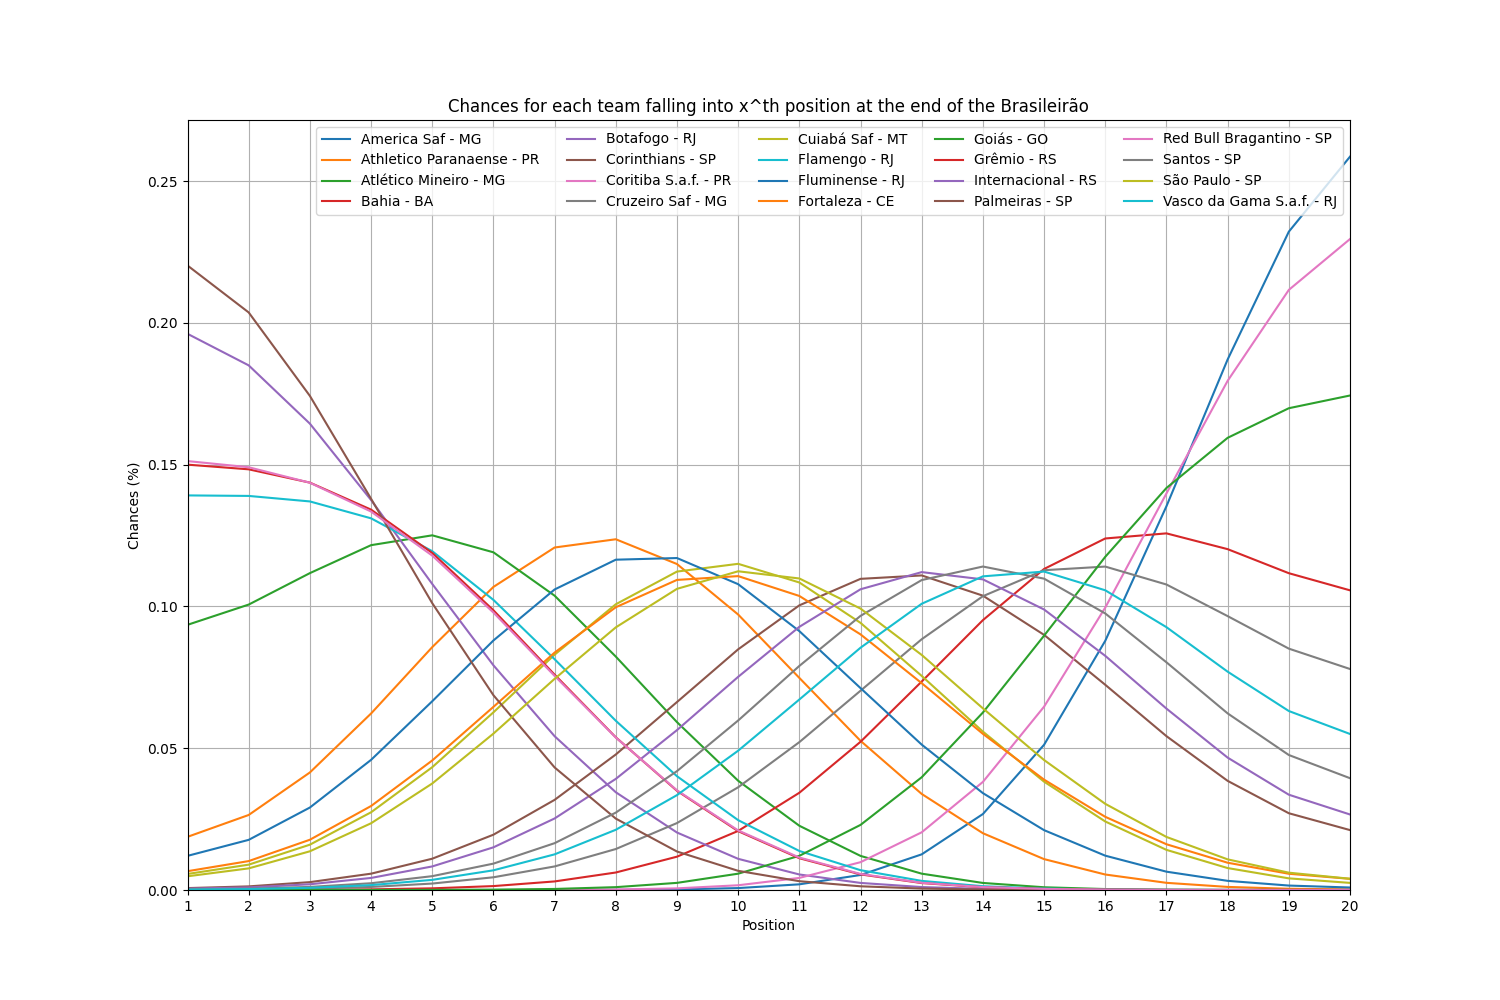 Chances for each team falling into x^th position at the end of the Brasileirão
America Saf - MG
Athletico Paranaense - PR
Atlético Mineiro - MG
Bahia - BA
Botafogo - RJ
Corinthians - SP
Coritiba S.a.f. - PR
Cruzeiro Saf - MG
Cuiabá Saf - MT
Flamengo - RJ
Fluminense - RJ
Fortaleza - CE
Goiás - GO
Grêmio - RS
Internacional - RS
Palmeiras - SP
Red Bull Bragantino - SP
Santos - SP
São Paulo - SP
Vasco da Gama S.a.f. - RJ
Chances (%)
0.25
0.20
0.15
0.10
0.05
0.00
1 2 3 4 5 6 7 8 9 10 11 12 13 14 15 16 17 18 19 20
Position